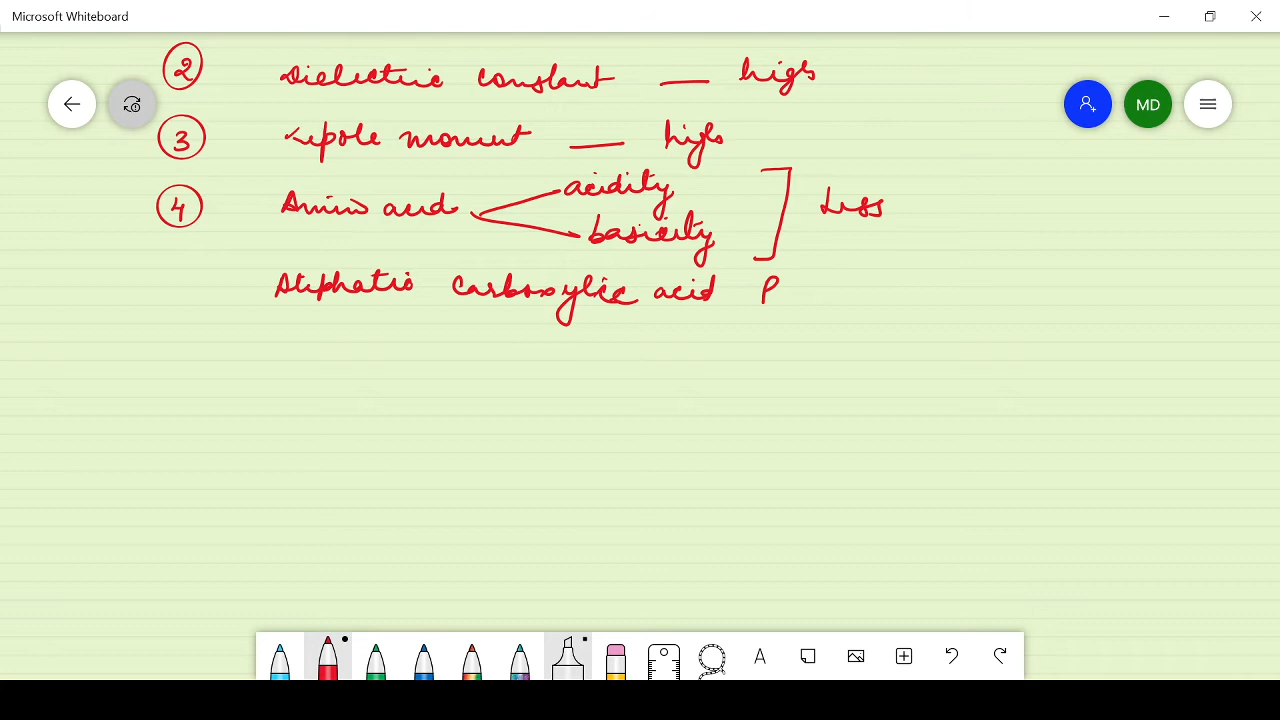 Microsoft Whiteboard
② Dielectric constant — high
MD
③ Dipole moment — high
④ Amino acid acidity ] Less
basicity
Aliphatic carboxylic acid P
A